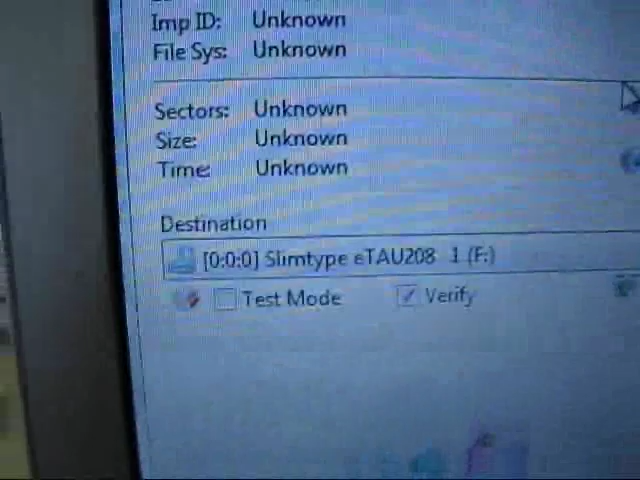 Imp ID: Unknown
File Sys: Unknown
Sectors: Unknown
Size: Unknown
Time: Unknown
Destination
[0:0:0] Slimtype eTAU208 1 (F:)
Test Mode Verify